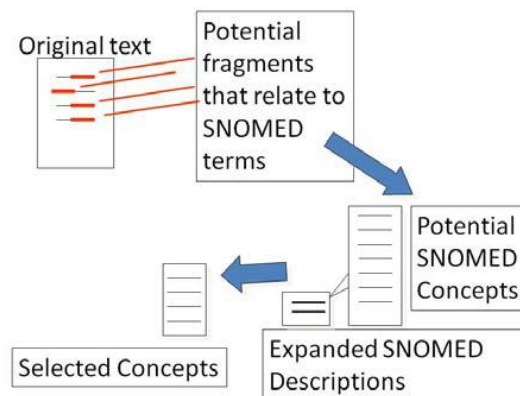 Original text
Potential
fragments
that relate to
SNOMED
terms
Potential
SNOMED
Concepts
Expanded SNOMED
Descriptions
Selected Concepts